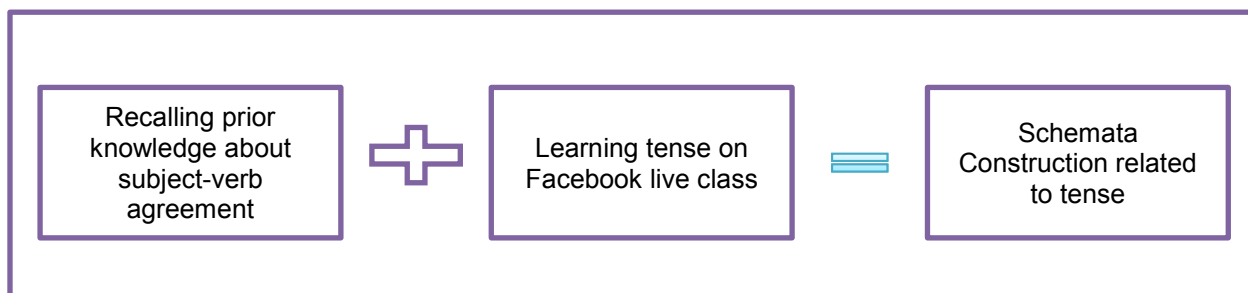 Recalling prior
knowledge about
subject-verb
agreement
Learning tense on
Facebook live class
Schemata
Construction related
to tense